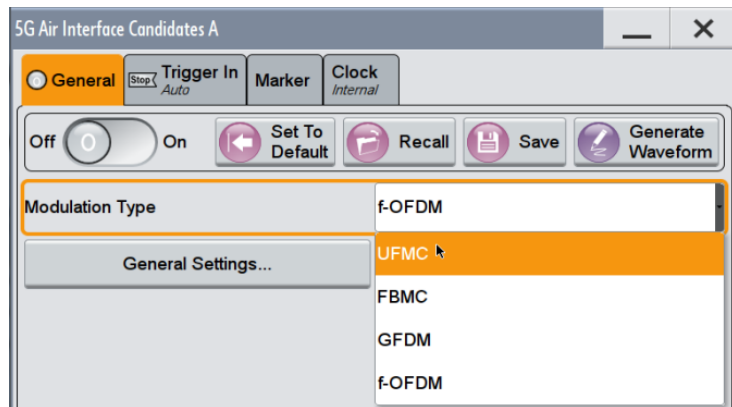 5G Air Interface Candidates A
General
Stop
Trigger In
Auto
Marker
Clock
Internal
Off
0
On
Set To
Default
Recall
Save
Generate
Waveform
Modulation Type
f-OFDM
General Settings...
UFMC
FBMC
GFDM
f-OFDM